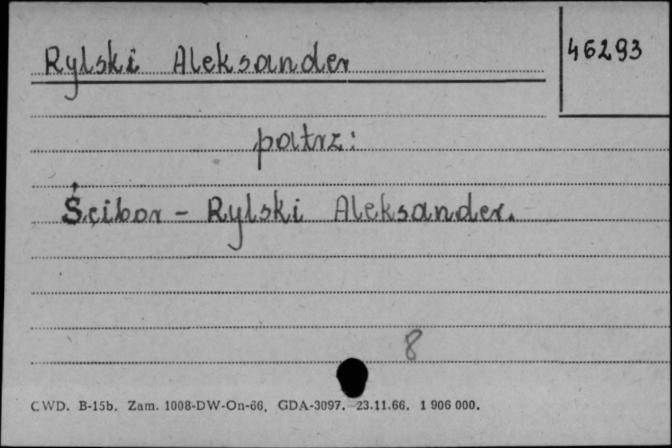 Rylski Aleksander
46293
patrz:
Ścibor - Rylski Aleksander.
8
CWD. B-15b. Zam. 1008-DW-On-66. GDA-3097. 23.11.66. 1 906 000.